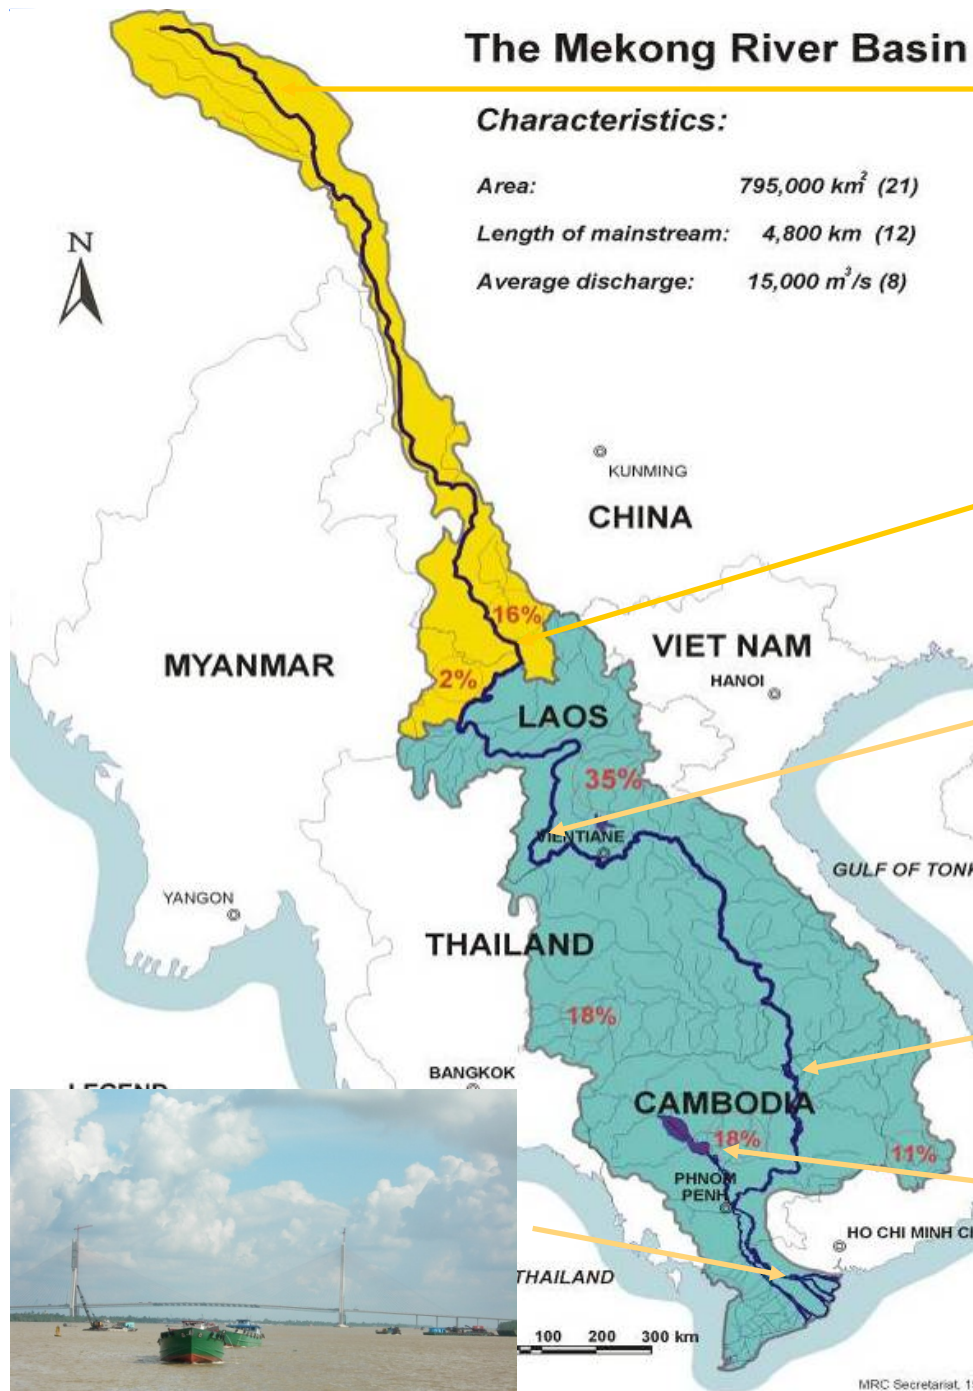 The Mekong River Basin
Characteristics:
Area: 795,000 km² (21)
Length of mainstream: 4,800 km (12)
Average discharge: 15,000 m³/s (8)
N
KUNMING
CHINA
16%
VIET NAM
MYANMAR
HANOI
2%
LAOS
35%
VIENTIANE
GULF OF TONK
YANGON
THAILAND
18%
BANGKOK
LEGEND
CAMBODIA
18%
11%
PHNOM
PENH
HO CHI MINH CI
THAILAND
100 200 300 km
MRC Secretariat, 1